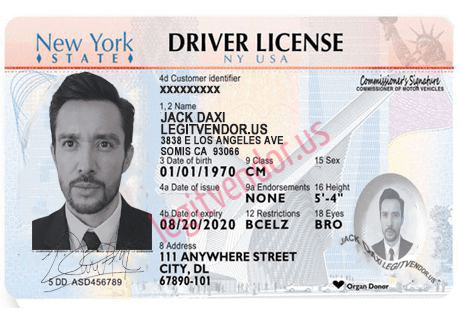 New York
STATE
DRIVER LICENSE
NY USA
Commissioner's Signature
COMMISSIONER OF MOTOR VEHICLES
4d Customer identifier
XXXXXXXXX
1, 2 Name
JACK DAXI
LEGITVENDOR.US
3838 E LOS ANGELES AVE
SOMIS CA 93066
3 Date of birth 9 Class 15 Sex
01/01/1970 CM
4a Date of issue 9a Endorsements 16 Height
NONE 5'-4"
4b Date of expiry 12 Restrictions 18 Eyes
08/20/2020 BCELZ BRO
8 Address
111 ANYWHERE STREET
CITY, DL
67890-101
5 DD ASD456789
Organ Donor
JACK DAXI LEGITVENDOR.US
legitvendor.us